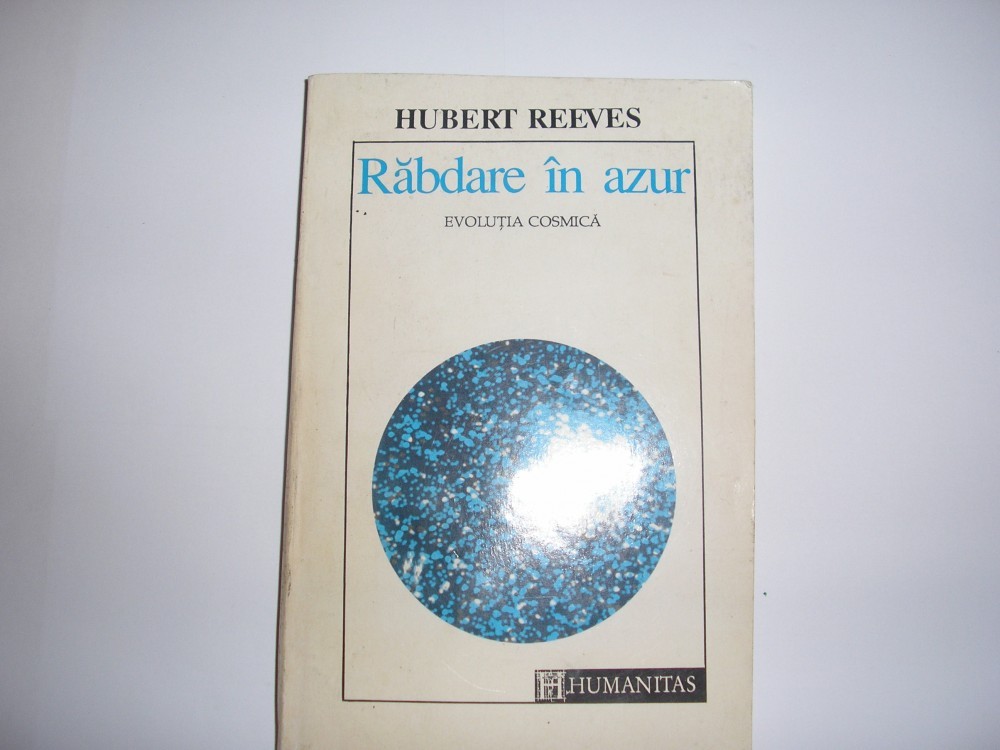 HUBERT REEVES
Răbdare în azur
EVOLUȚIA COSMICĂ
HUMANITAS